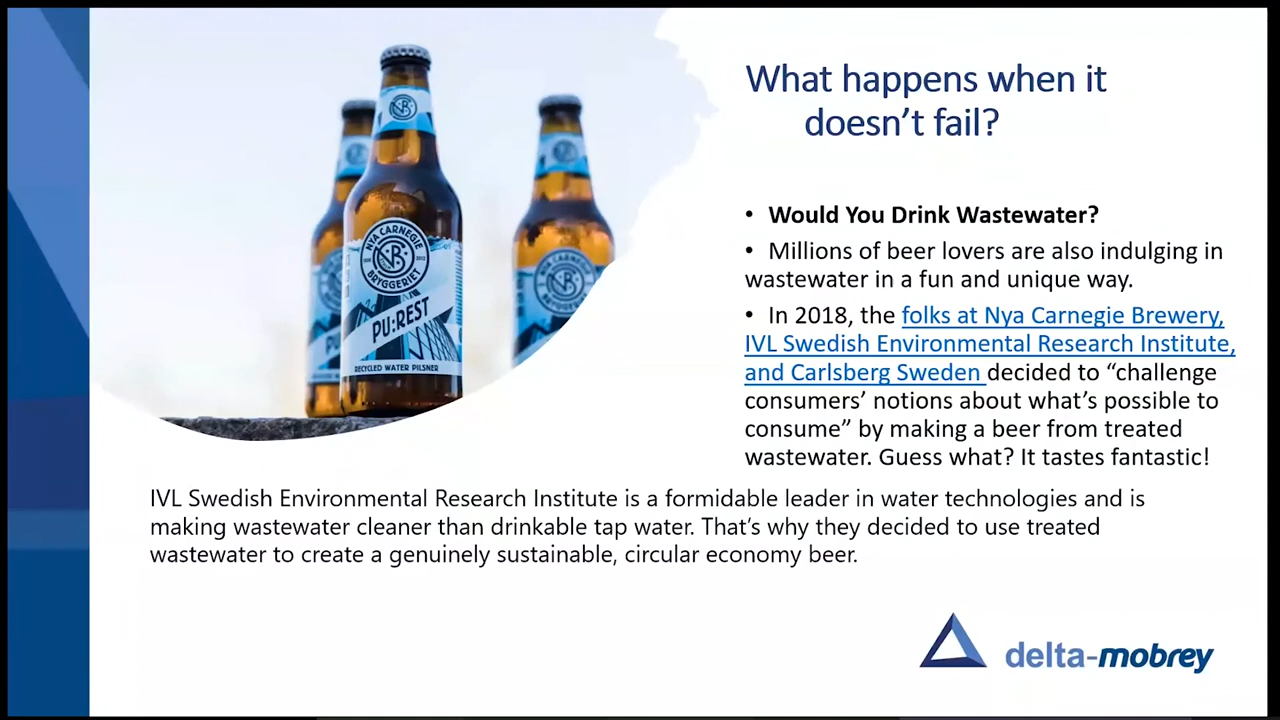 What happens when it
doesn’t fail?
• Would You Drink Wastewater?
• Millions of beer lovers are also indulging in
wastewater in a fun and unique way.
• In 2018, the folks at Nya Carnegie Brewery,
IVL Swedish Environmental Research Institute,
and Carlsberg Sweden decided to “challenge
consumers’ notions about what’s possible to
consume” by making a beer from treated
wastewater. Guess what? It tastes fantastic!
NYA CARNEGIE
NB
BRYGGERIET
PU:REST
RECYCLED WATER PILSNER
IVL Swedish Environmental Research Institute is a formidable leader in water technologies and is
making wastewater cleaner than drinkable tap water. That’s why they decided to use treated
wastewater to create a genuinely sustainable, circular economy beer.
delta-mobrey